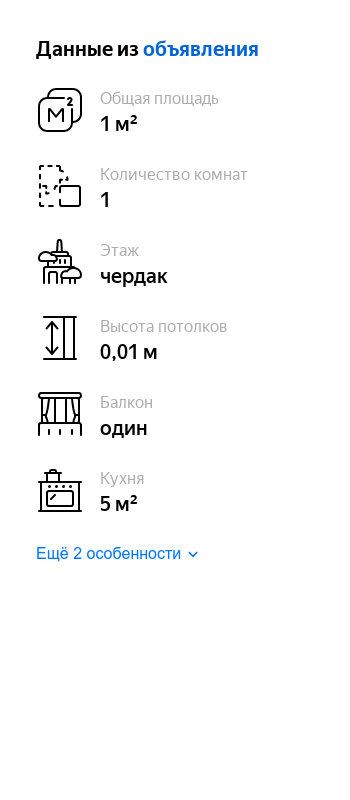 Данные из объявления
Общая площадь
1 м²
Количество комнат
1
Этаж
чердак
Высота потолков
0,01 м
Балкон
один
Кухня
5 м²
Ещё 2 особенности